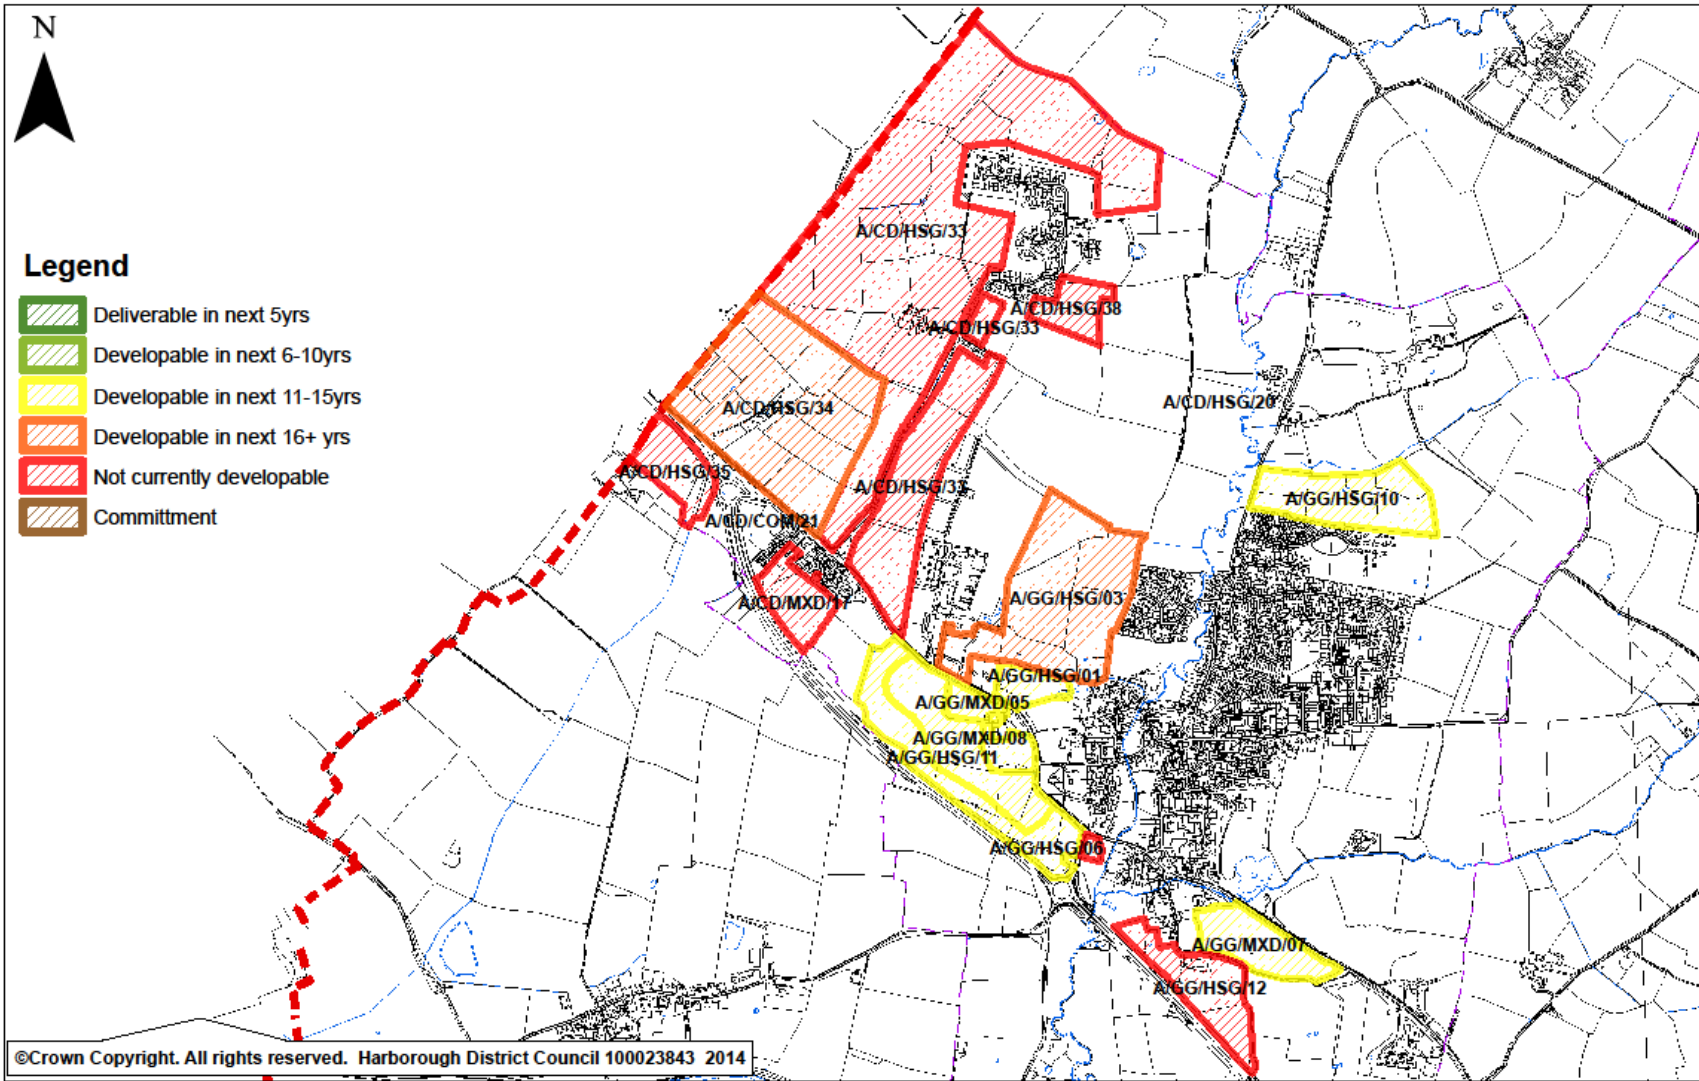 N
Legend
Deliverable in next 5yrs
Developable in next 6-10yrs
Developable in next 11-15yrs
Developable in next 16+ yrs
Not currently developable
Committment
A/CD/HSG/33
A/CD/HSG/38
A/CD/HSG/33
A/CD/HSG/34
A/CD/HSG/20
A/CD/HSG/35
A/CD/HSG/33
A/GG/HSG/10
A/CD/COM/21
A/CD/MXD/17
A/GG/HSG/03
A/GG/HSG/01
A/GG/MXD/05
A/GG/MXD/08
A/GG/HSG/11
A/GG/HSG/06
A/GG/MXD/07
A/GG/HSG/12
©Crown Copyright. All rights reserved. Harborough District Council 100023843 2014